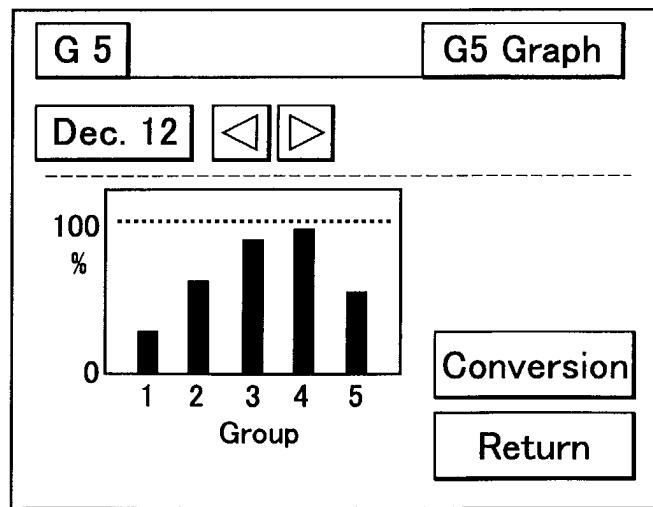 G 5
G5 Graph
Dec. 12
100
%
0
1 2 3 4 5
Group
Conversion
Return